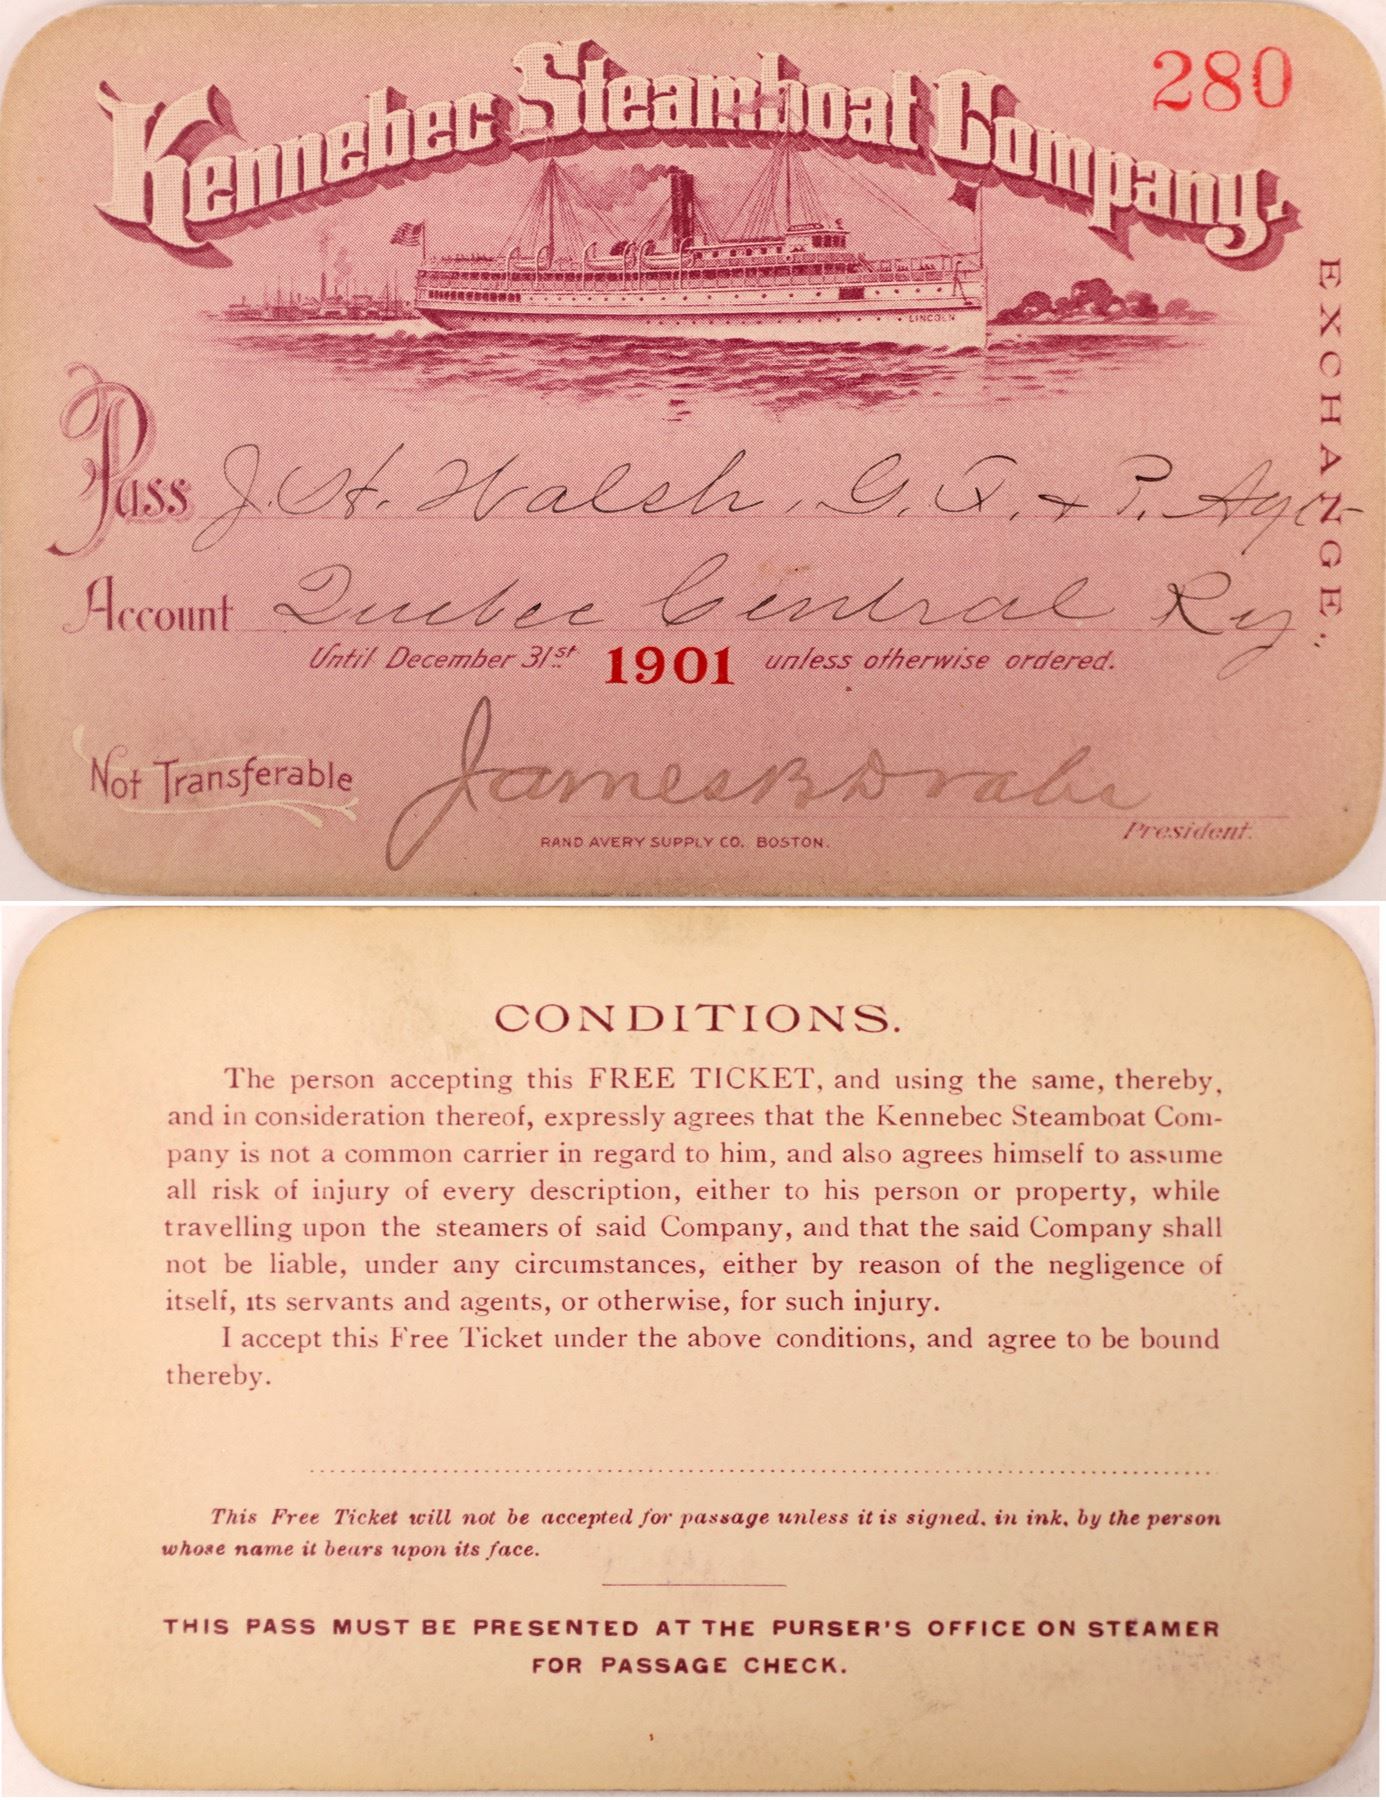 Kennebec Steamboat Company.
280
LINCOLN
EXCHANGE.
Pass J. H. Walsh, G. F. & P. Agt
Account Quebec Central Ry
Until December 31st 1901 unless otherwise ordered.
Not Transferable
James B Drake
President.
RAND AVERY SUPPLY CO. BOSTON.
CONDITIONS.
The person accepting this FREE TICKET, and using the same, thereby,
and in consideration thereof, expressly agrees that the Kennebec Steamboat Com-
pany is not a common carrier in regard to him, and also agrees himself to assume
all risk of injury of every description, either to his person or property, while
travelling upon the steamers of said Company, and that the said Company shall
not be liable, under any circumstances, either by reason of the negligence of
itself, its servants and agents, or otherwise, for such injury.
I accept this Free Ticket under the above conditions, and agree to be bound
thereby.
This Free Ticket will not be accepted for passage unless it is signed, in ink, by the person
whose name it bears upon its face.
THIS PASS MUST BE PRESENTED AT THE PURSER'S OFFICE ON STEAMER
FOR PASSAGE CHECK.